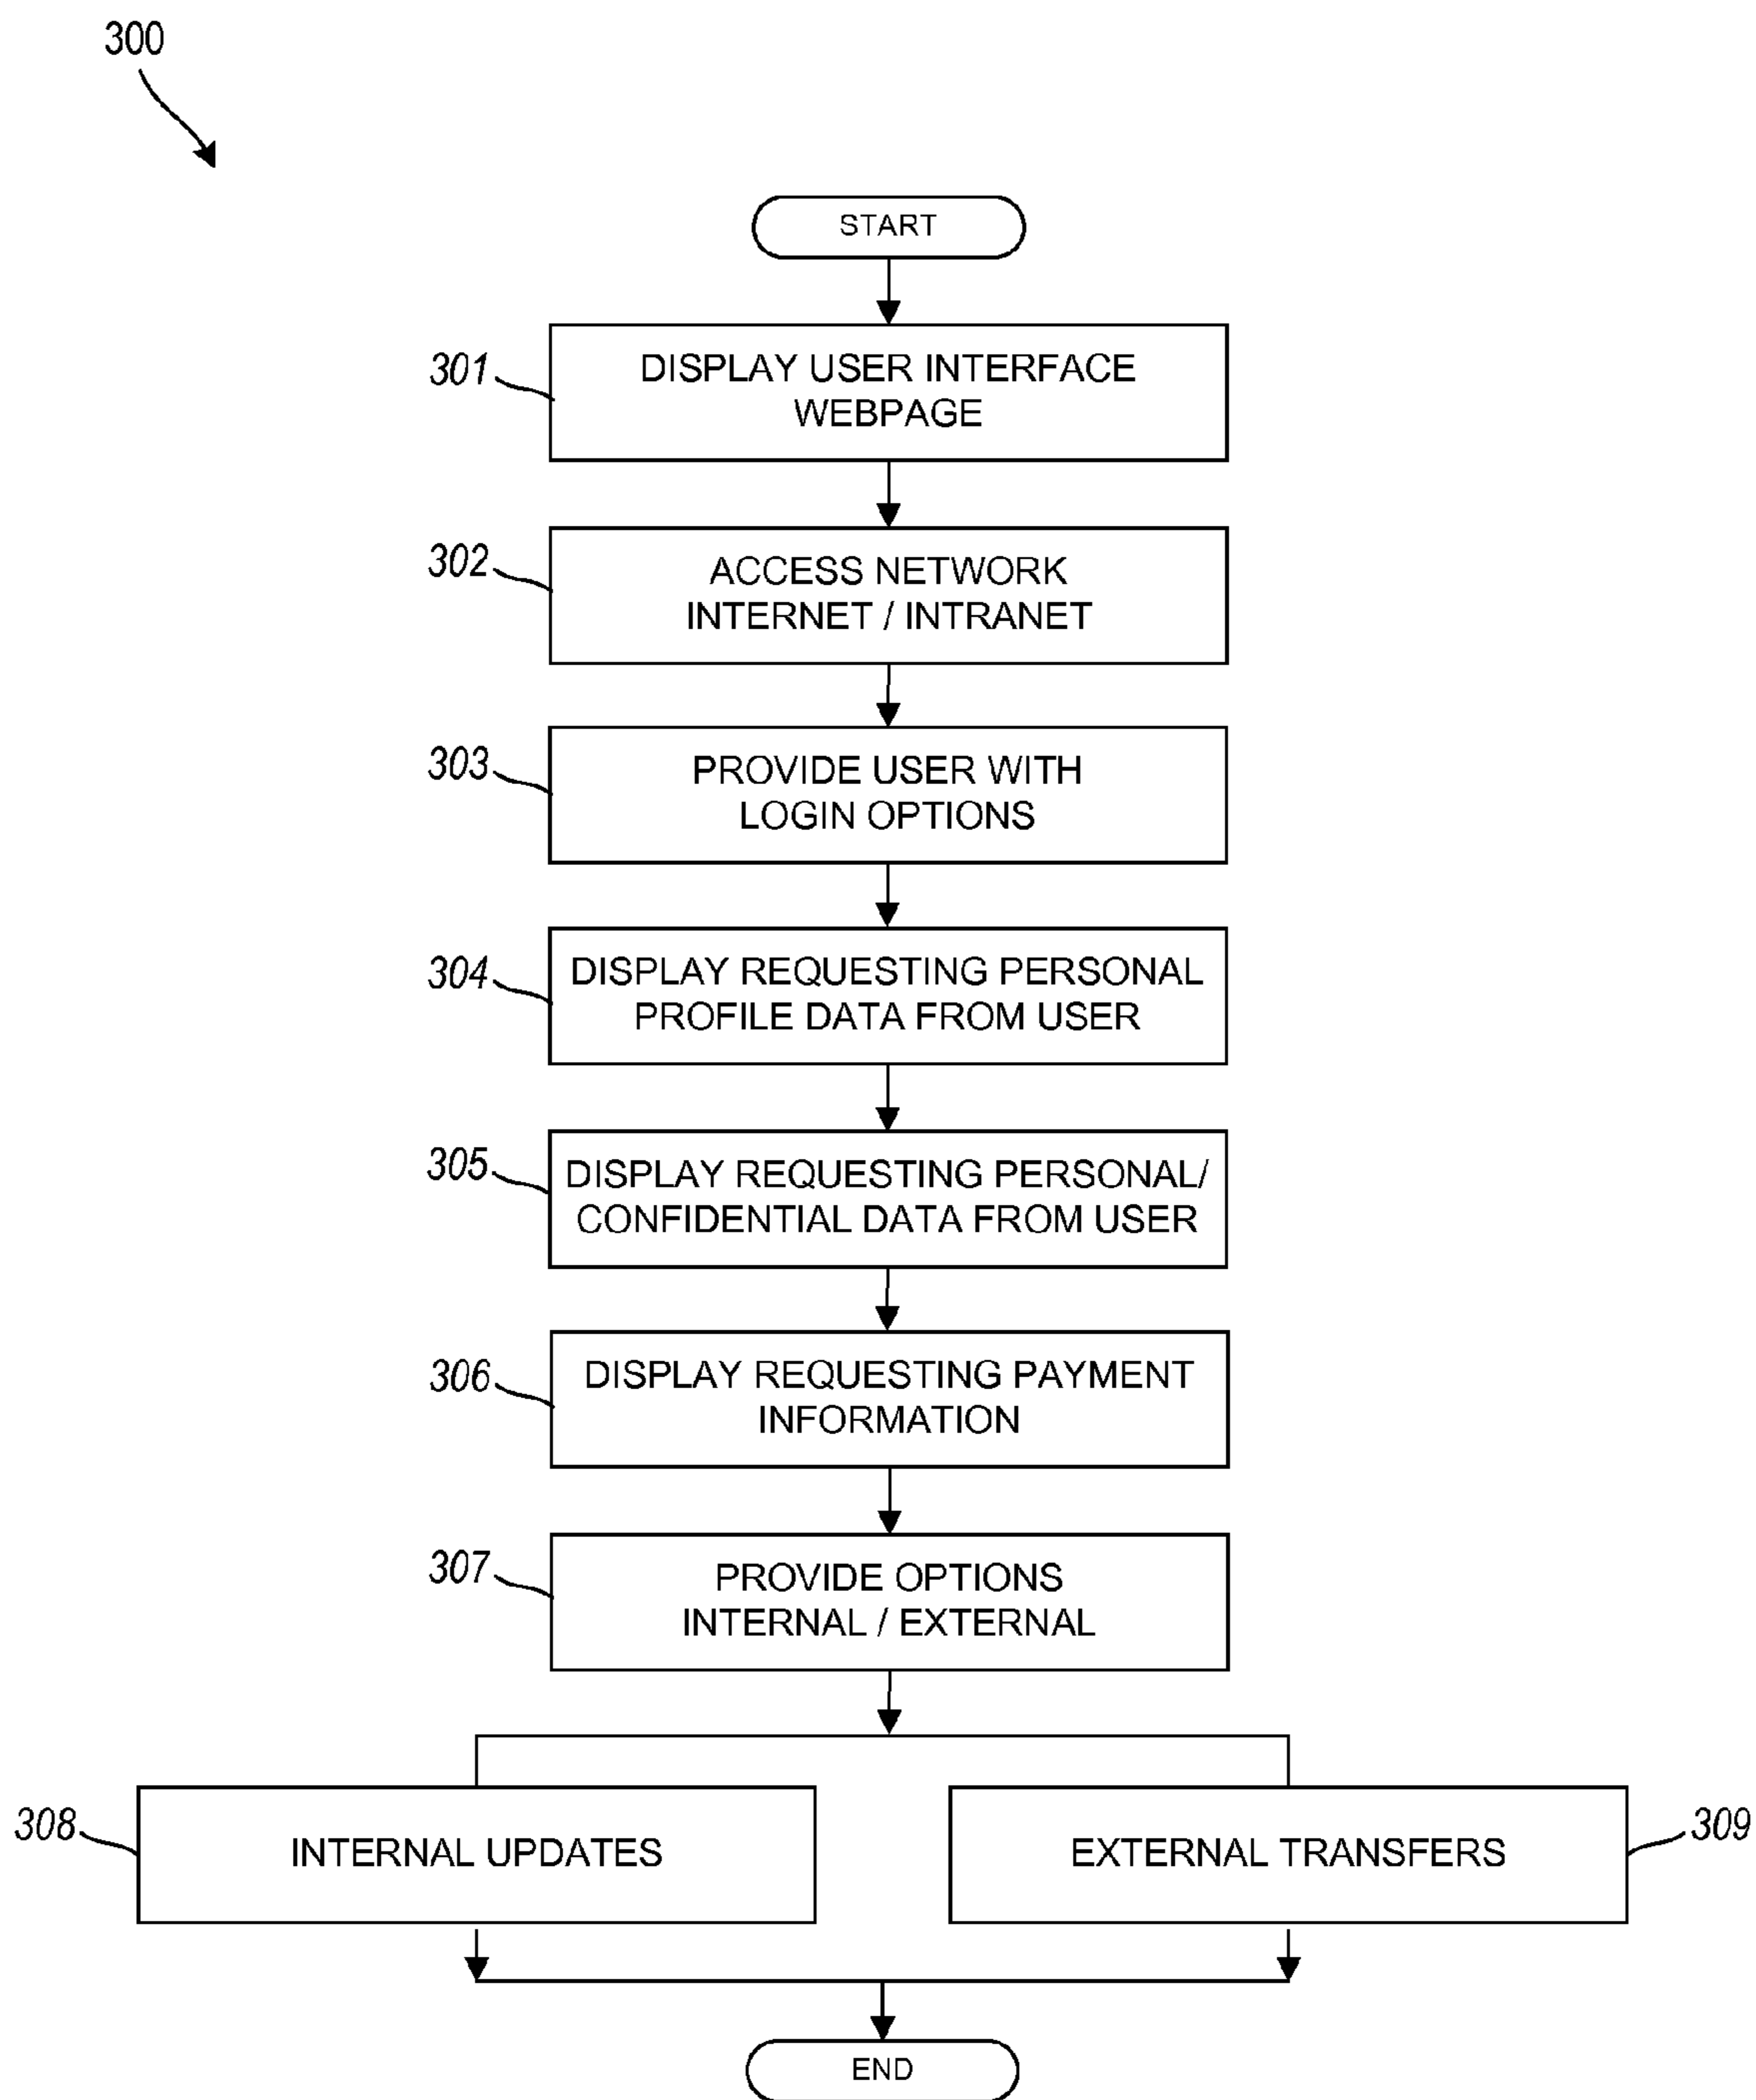 300
START
301
DISPLAY USER INTERFACE
WEBPAGE
302
ACCESS NETWORK
INTERNET / INTRANET
303
PROVIDE USER WITH
LOGIN OPTIONS
304
DISPLAY REQUESTING PERSONAL
PROFILE DATA FROM USER
305
DISPLAY REQUESTING PERSONAL/
CONFIDENTIAL DATA FROM USER
306
DISPLAY REQUESTING PAYMENT
INFORMATION
307
PROVIDE OPTIONS
INTERNAL / EXTERNAL
308
INTERNAL UPDATES
EXTERNAL TRANSFERS
309
END